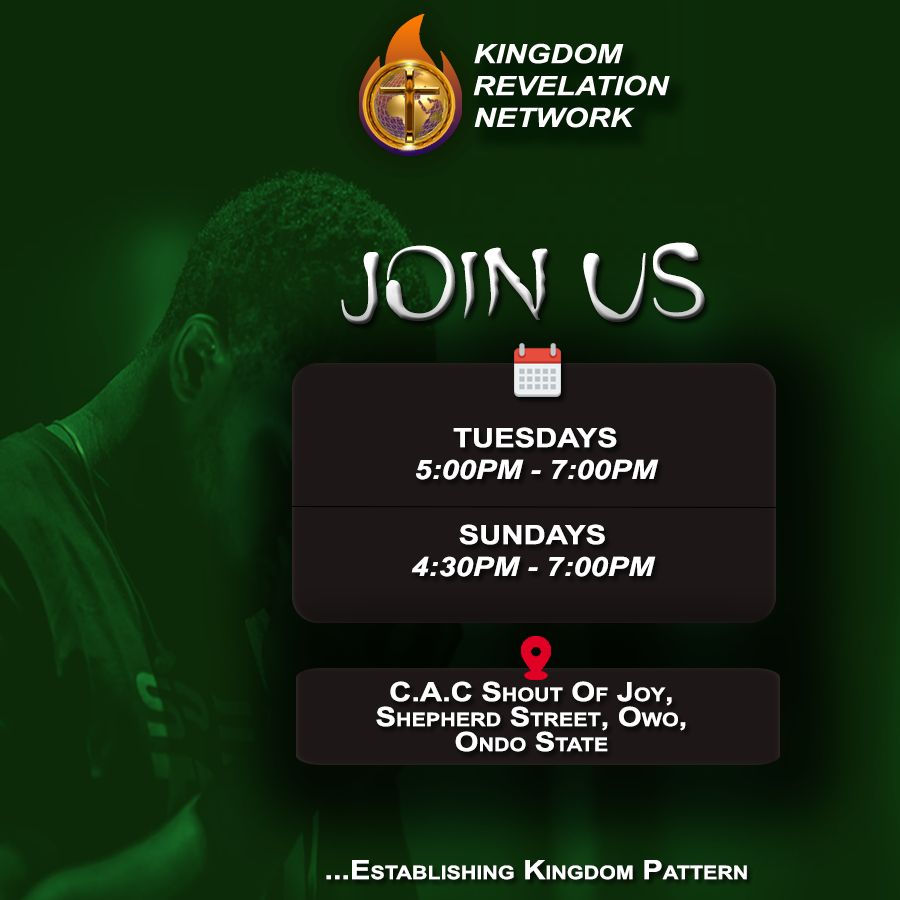 KINGDOM
REVELATION
NETWORK
JOIN US
TUESDAYS
5:00PM - 7:00PM
SUNDAYS
4:30PM - 7:00PM
C.A.C Shout Of Joy,
Shepherd Street, Owo,
Ondo State
...Establishing Kingdom Pattern